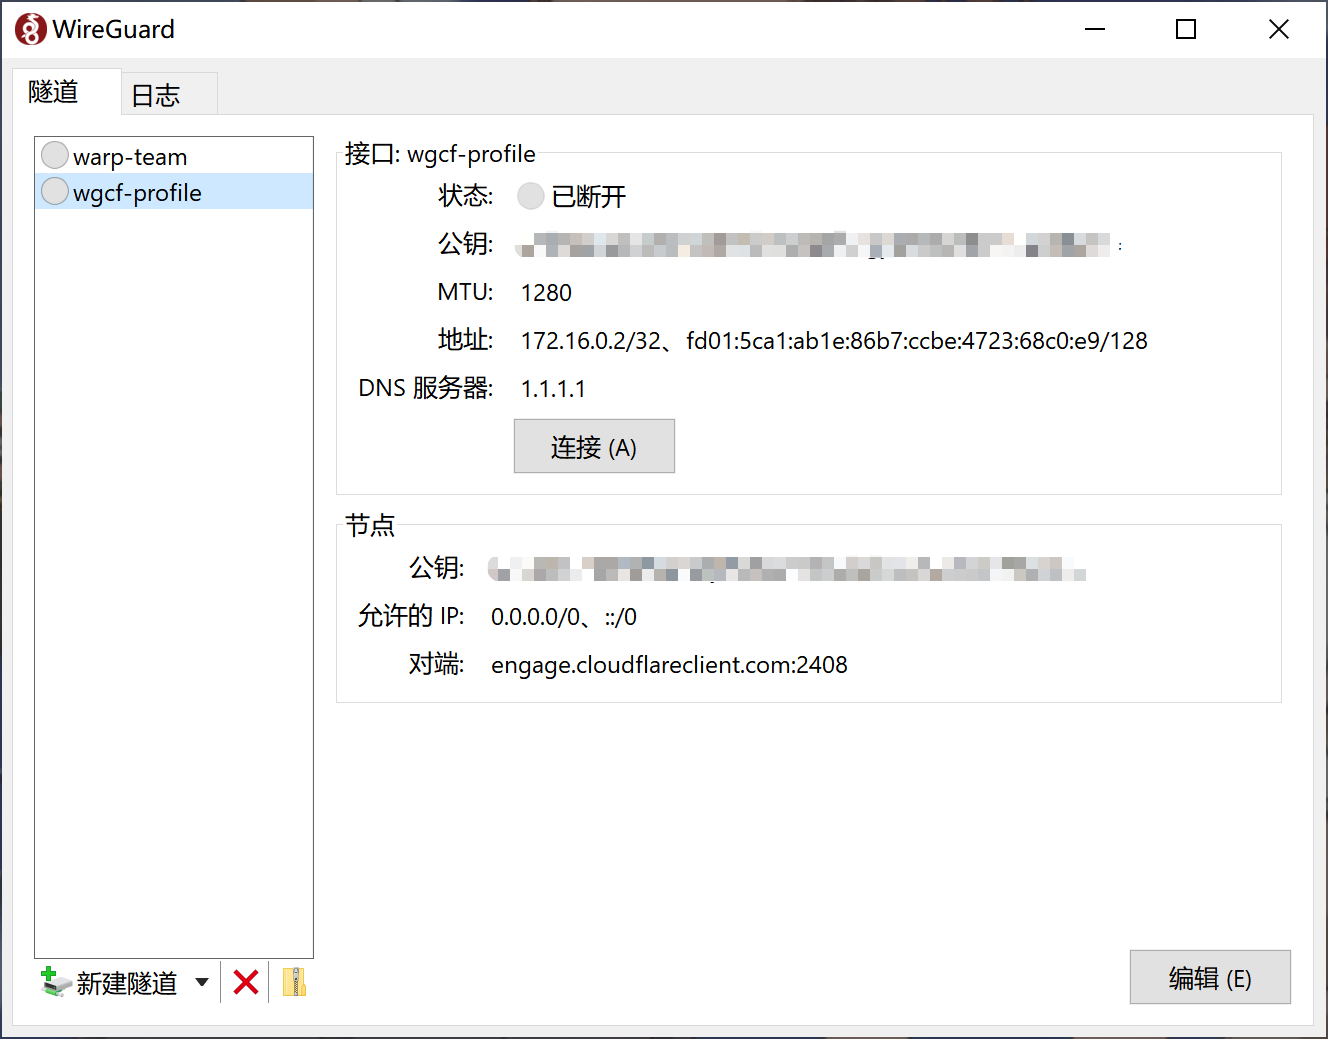 WireGuard
隧道
日志
warp-team
wgcf-profile
接口: wgcf-profile
状态: 已断开
公钥:
MTU: 1280
地址: 172.16.0.2/32、fd01:5ca1:ab1e:86b7:ccbe:4723:68c0:e9/128
DNS 服务器: 1.1.1.1
连接 (A)
节点
公钥:
允许的 IP: 0.0.0.0/0、::/0
对端: engage.cloudflareclient.com:2408
新建隧道
编辑 (E)